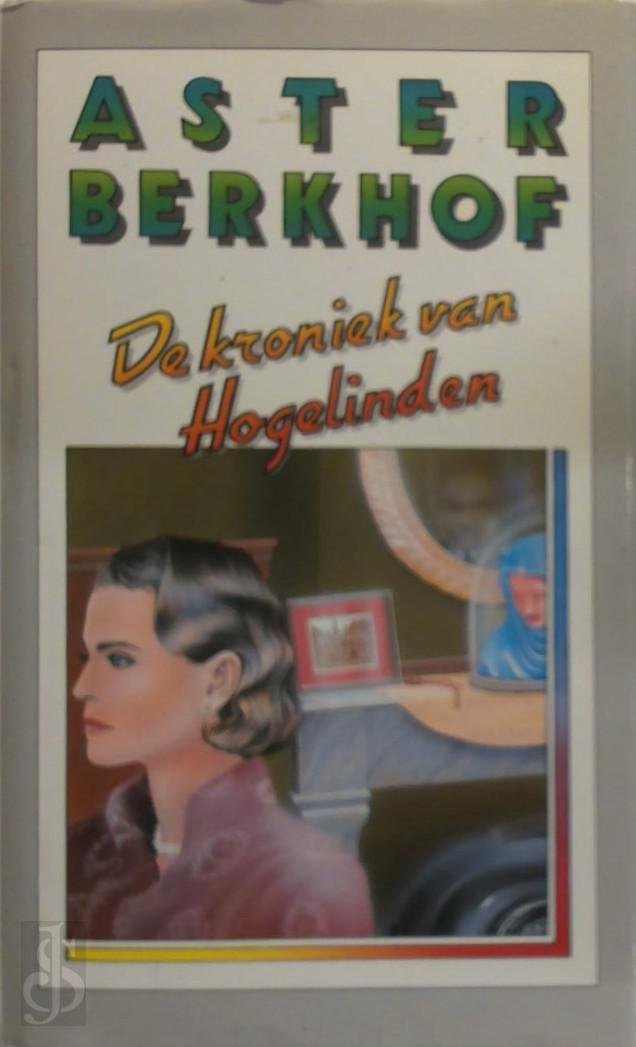 ASTER
BERKHOF
De kroniek van
Hogelinden